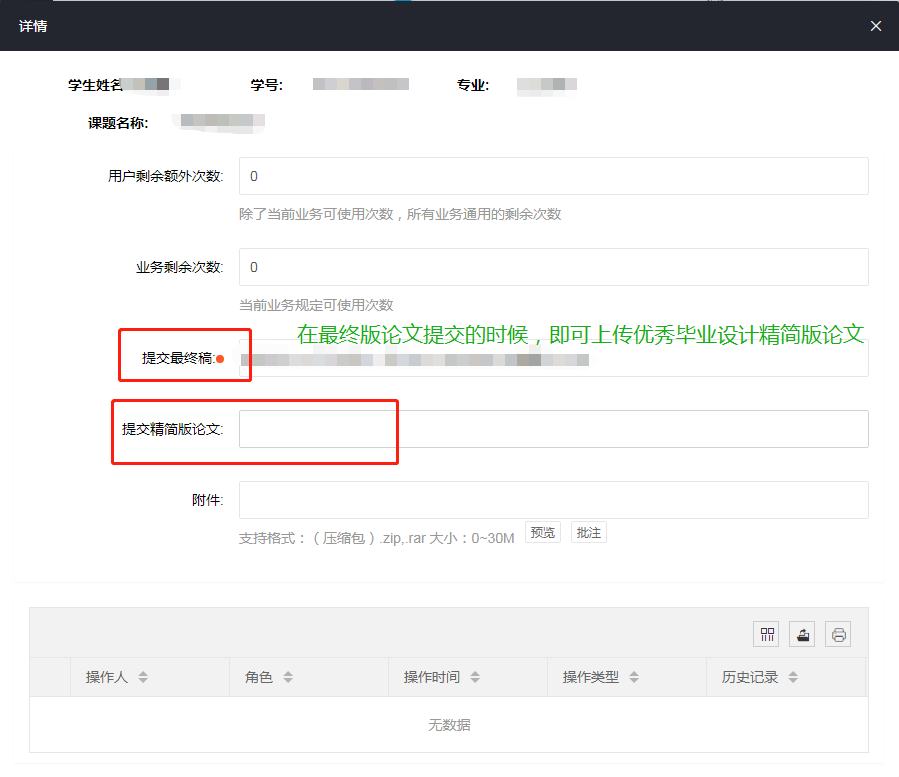 详情
学生姓名 学号: 专业:
课题名称:
用户剩余额外次数: 0
除了当前业务可使用次数，所有业务通用的剩余次数
业务剩余次数: 0
当前业务规定可使用次数
在最终版论文提交的时候，即可上传优秀毕业设计精简版论文
提交最终稿:
提交精简版论文:
附件:
支持格式：（压缩包）.zip,.rar 大小：0~30M 预览 批注
操作人 角色 操作时间 操作类型 历史记录
无数据